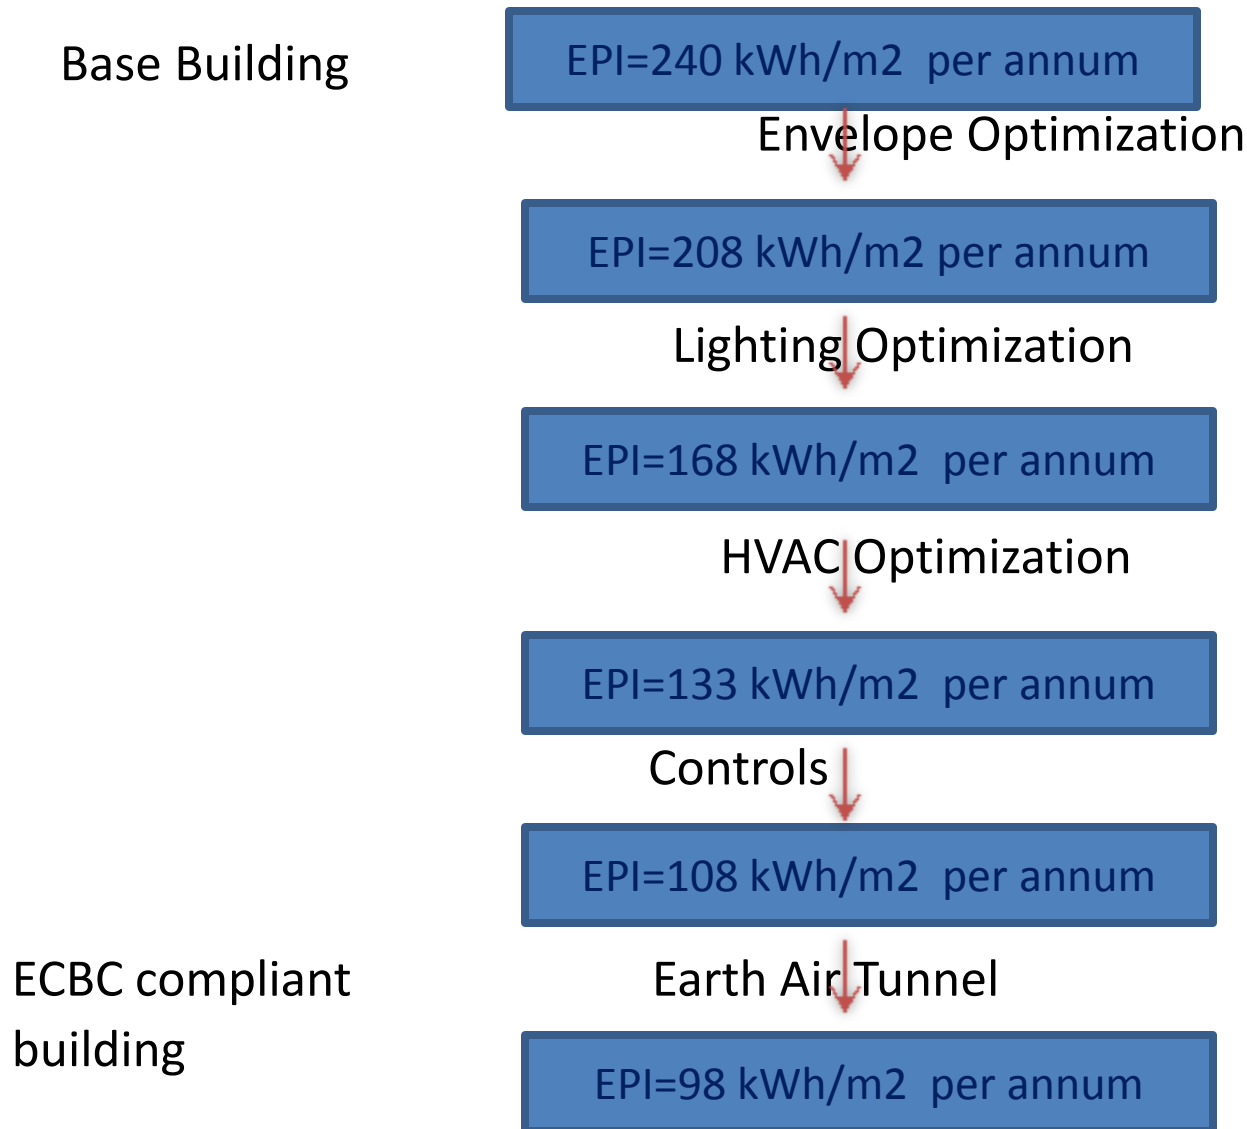 Base Building
EPI=240 kWh/m2  per annum
Envelope Optimization
EPI=208 kWh/m2 per annum
Lighting Optimization
EPI=168 kWh/m2  per annum
HVAC Optimization
EPI=133 kWh/m2  per annum
Controls
EPI=108 kWh/m2  per annum
ECBC compliant
building
Earth Air Tunnel
EPI=98 kWh/m2  per annum